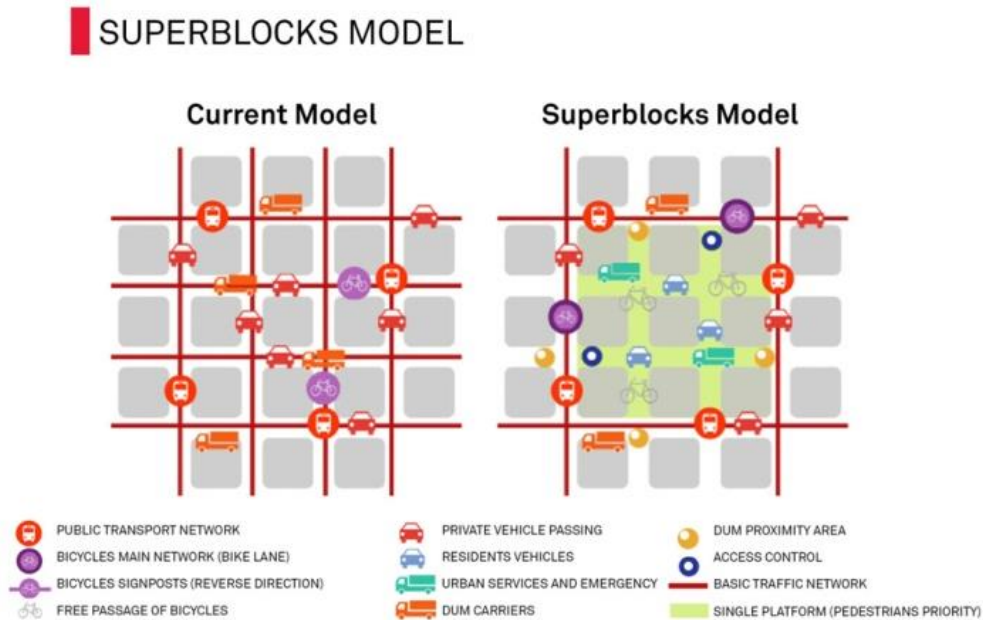 SUPERBLOCKS MODEL
Current Model
Superblocks Model
PUBLIC TRANSPORT NETWORK
BICYCLES MAIN NETWORK (BIKE LANE)
BICYCLES SIGNPOSTS (REVERSE DIRECTION)
FREE PASSAGE OF BICYCLES
PRIVATE VEHICLE PASSING
RESIDENTS VEHICLES
URBAN SERVICES AND EMERGENCY
DUM CARRIERS
DUM PROXIMITY AREA
ACCESS CONTROL
BASIC TRAFFIC NETWORK
SINGLE PLATFORM (PEDESTRIANS PRIORITY)